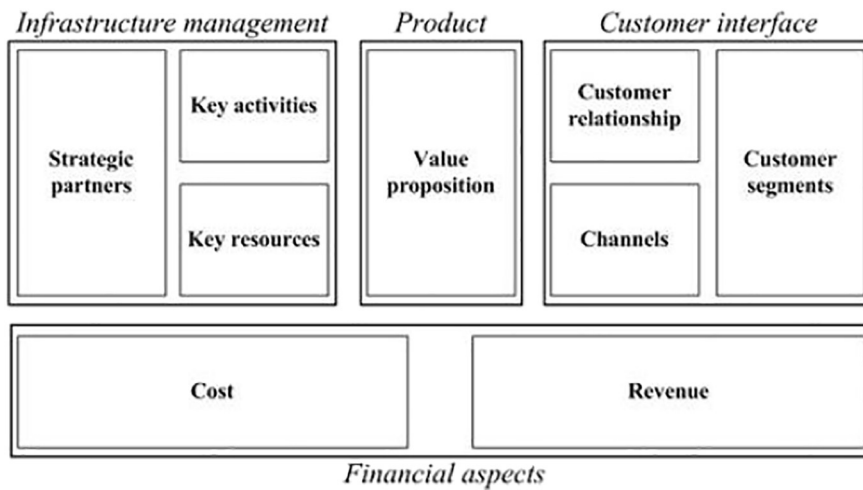 Infrastructure management
Product
Customer interface
Strategic
partners
Key activities
Key resources
Value
proposition
Customer
relationship
Channels
Customer
segments
Cost
Revenue
Financial aspects